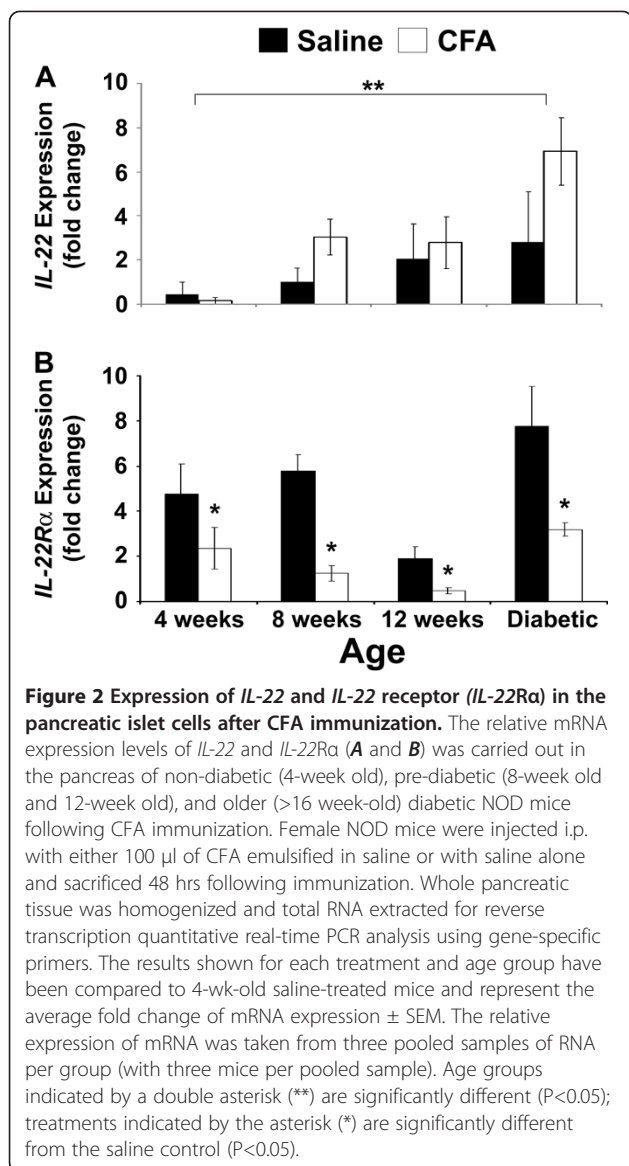 Saline CFA
A
**
10
8
6
4
2
0
IL-22 Expression
(fold change)
B
10
8
6
4
2
0
IL-22Rα Expression
(fold change)
*
*
*
*
4 weeks 8 weeks 12 weeks Diabetic
Age
Figure 2 Expression of IL-22 and IL-22 receptor (IL-22Rα) in the
pancreatic islet cells after CFA immunization. The relative mRNA
expression levels of IL-22 and IL-22Rα (A and B) was carried out in
the pancreas of non-diabetic (4-week old), pre-diabetic (8-week old
and 12-week old), and older (>16 week-old) diabetic NOD mice
following CFA immunization. Female NOD mice were injected i.p.
with either 100 μl of CFA emulsified in saline or with saline alone
and sacrificed 48 hrs following immunization. Whole pancreatic
tissue was homogenized and total RNA extracted for reverse
transcription quantitative real-time PCR analysis using gene-specific
primers. The results shown for each treatment and age group have
been compared to 4-wk-old saline-treated mice and represent the
average fold change of mRNA expression ± SEM. The relative
expression of mRNA was taken from three pooled samples of RNA
per group (with three mice per pooled sample). Age groups
indicated by a double asterisk (**) are significantly different (P<0.05);
treatments indicated by the asterisk (*) are significantly different
from the saline control (P<0.05).